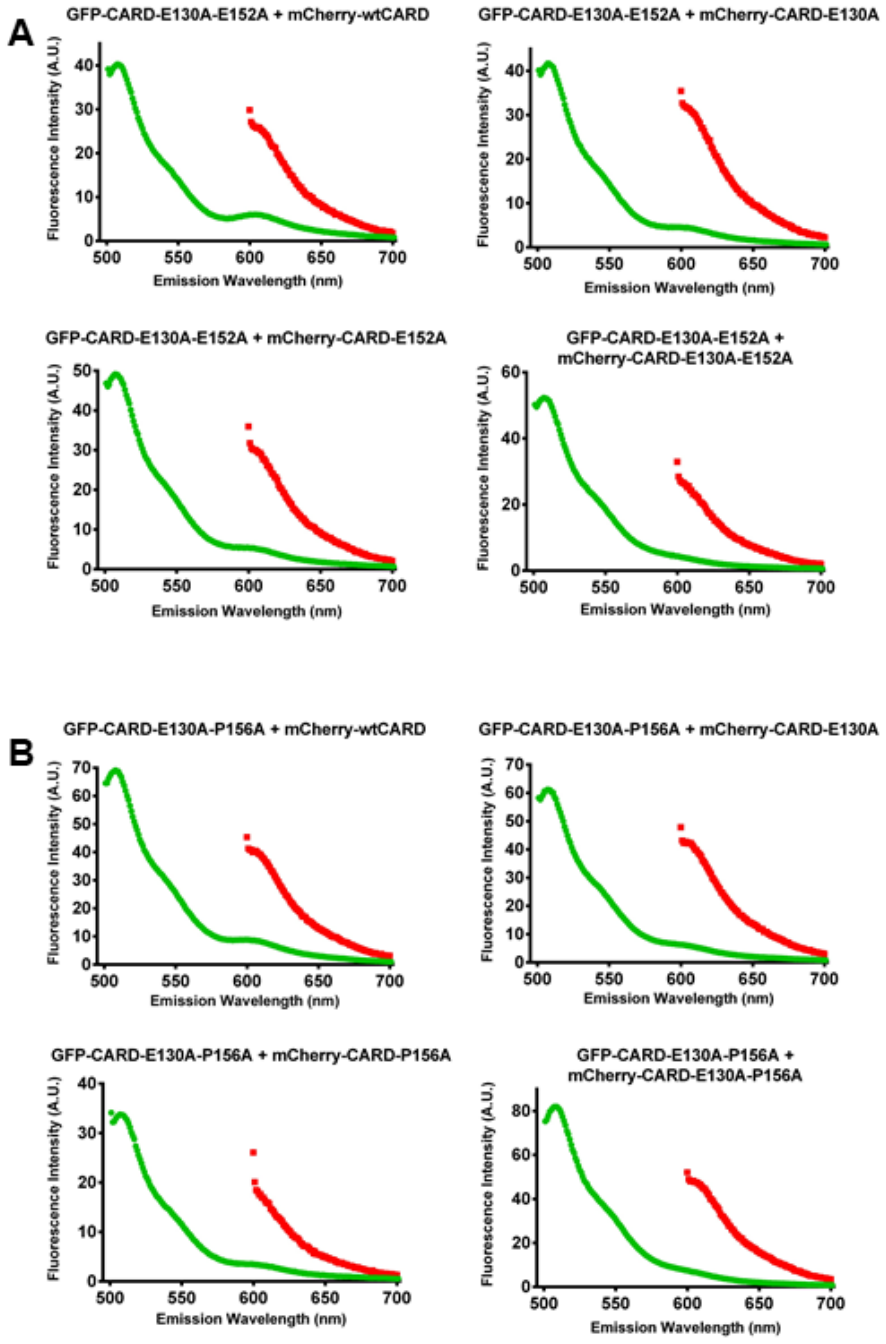 A
GFP-CARD-E130A-E152A + mCherry-wtCARD
Fluorescence Intensity (A.U.)
40
30
20
10
0
500 550 600 650 700
Emission Wavelength (nm)
GFP-CARD-E130A-E152A + mCherry-CARD-E130A
Fluorescence Intensity (A.U.)
40
30
20
10
0
500 550 600 650 700
Emission Wavelength (nm)
GFP-CARD-E130A-E152A + mCherry-CARD-E152A
Fluorescence Intensity (A.U.)
50
40
30
20
10
0
500 550 600 650 700
Emission Wavelength (nm)
GFP-CARD-E130A-E152A +
mCherry-CARD-E130A-E152A
Fluorescence Intensity (A.U.)
60
40
20
0
500 550 600 650 700
Emission Wavelength (nm)
B
GFP-CARD-E130A-P156A + mCherry-wtCARD
Fluorescence Intensity (A.U.)
70
60
50
40
30
20
10
0
500 550 600 650 700
Emission Wavelength (nm)
GFP-CARD-E130A-P156A + mCherry-CARD-E130A
Fluorescence Intensity (A.U.)
70
60
50
40
30
20
10
0
500 550 600 650 700
Emission Wavelength (nm)
GFP-CARD-E130A-P156A + mCherry-CARD-P156A
Fluorescence Intensity (A.U.)
40
30
20
10
0
500 550 600 650 700
Emission Wavelength (nm)
GFP-CARD-E130A-P156A +
mCherry-CARD-E130A-P156A
Fluorescence Intensity (A.U.)
80
60
40
20
0
500 550 600 650 700
Emission Wavelength (nm)